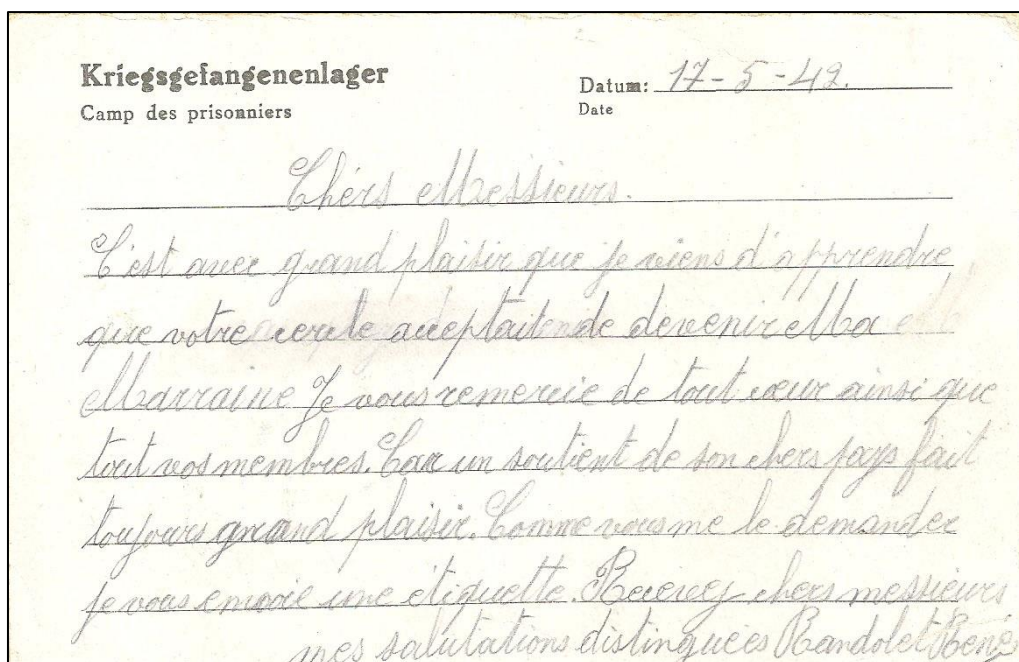 Kriegsgefangenenlager
Camp des prisonniers
Datum: 17-5-42.
Date
Chérs Messieurs.
C'est avec grand plaisir que je viens d'apprendre
que votre cercle acceptait de devenir Ma
Marraine Je vous remercie de tout cœur ainsi que
tout vos membres. Car un soutient de son chers pays fait
toujours grand plaisir. Comme vous me le demander
je vous envoie une étiquette. Recevez chers messieurs
mes salutations distinguées Randolet René